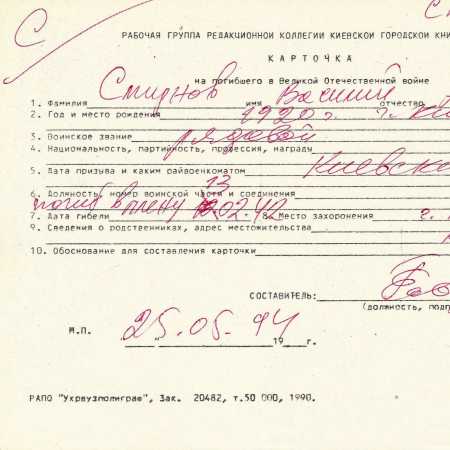 С
РАБОЧАЯ ГРУППА РЕДАКЦИОННОЙ КОЛЛЕГИИ КИЕВСКОЙ ГОРОДСКОЙ КНИ
КАРТОЧКА
на погибшего в Великой Отечественной войне
1. Фамилия Смирнов имя Василий отчество
2. Год и место рождения 1920 г. г. Ки
3. Воинское звание рядовой
4. Национальность, партийность, профессия, награды
5. Дата призыва и каким райвоенкоматом Киевско
6. Должность, номер воинской части и соединения
погиб в плену
7. Дата гибели 13.02.42 8. Место захоронения г.
9. Сведения о родственниках, адрес местожительства
10. Обоснование для составления карточки
СОСТАВИТЕЛЬ:
(должность, подп
М.П. "25.05.94 19 г.
РАПО "Укрвузполиграф", Зак. 20482, т.50 000, 1990.